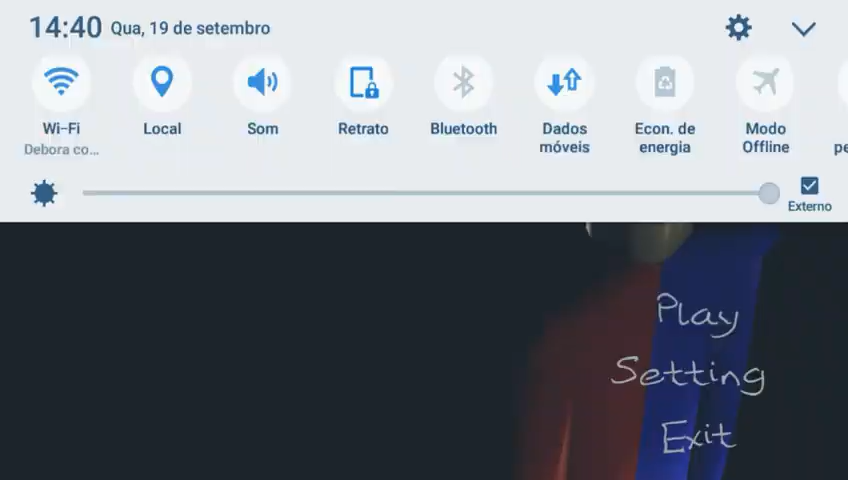 14:40 Qua, 19 de setembro
Wi-Fi Local Som Retrato Bluetooth Dados móveis Econ. de energia Modo Offline pe
Debora co...
Externo
Play
Setting
Exit